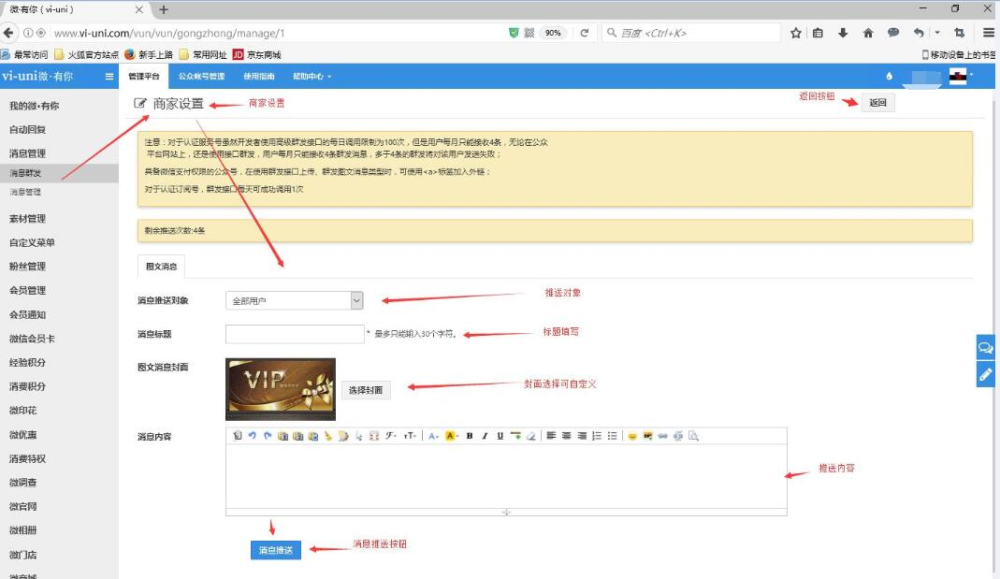 微·有你（vi-uni）
www.vi-uni.com/vun/vun/gongzhong/manage/1
90%
百度 <Ctrl+K>
最常访问 火狐官方站点 新手上路 常用网址 JD 京东商城 移动设备上的书签
vi-uni微·有你 管理平台 公众帐号管理 使用指南 帮助中心
我的微·有你
自动回复
消息管理
消息群发
消息管理
素材管理
自定义菜单
粉丝管理
会员管理
会员通知
微信会员卡
经验积分
消费积分
微印花
微优惠
消费特权
微调查
微官网
微相册
微门店
微商城
商家设置 商家设置 返回按钮 返回
注意：对于认证服务号虽然开发者使用高级群发接口的每日调用限制为100次，但是用户每月只能接收4条，无论在公众
平台网站上，还是使用接口群发，用户每月只能接收4条群发消息，多于4条的群发将对该用户发送失败；
具备微信支付权限的公众号，在使用群发接口上传、群发图文消息类型时，可使用<a>标签加入外链；
对于认证订阅号，群发接口每天可成功调用1次
剩余推送次数:4条
图文消息
消息推送对象 全部用户 推送对象
消息标题 * 最多只能输入30个字符。 标题填写
图文消息封面 VIP 选择封面 封面选择可自定义
消息内容
推送内容
消息推送 消息推送按钮